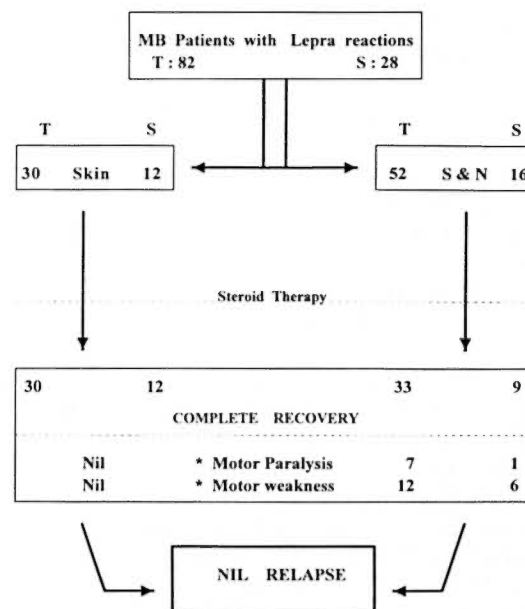 MB Patients with Lepra reactions
T : 82 S : 28
T S T S
30 Skin 12 52 S & N 16
Steroid Therapy
30 12 33 9
COMPLETE RECOVERY
Nil * Motor Paralysis 7 1
Nil * Motor weakness 12 6
NIL RELAPSE